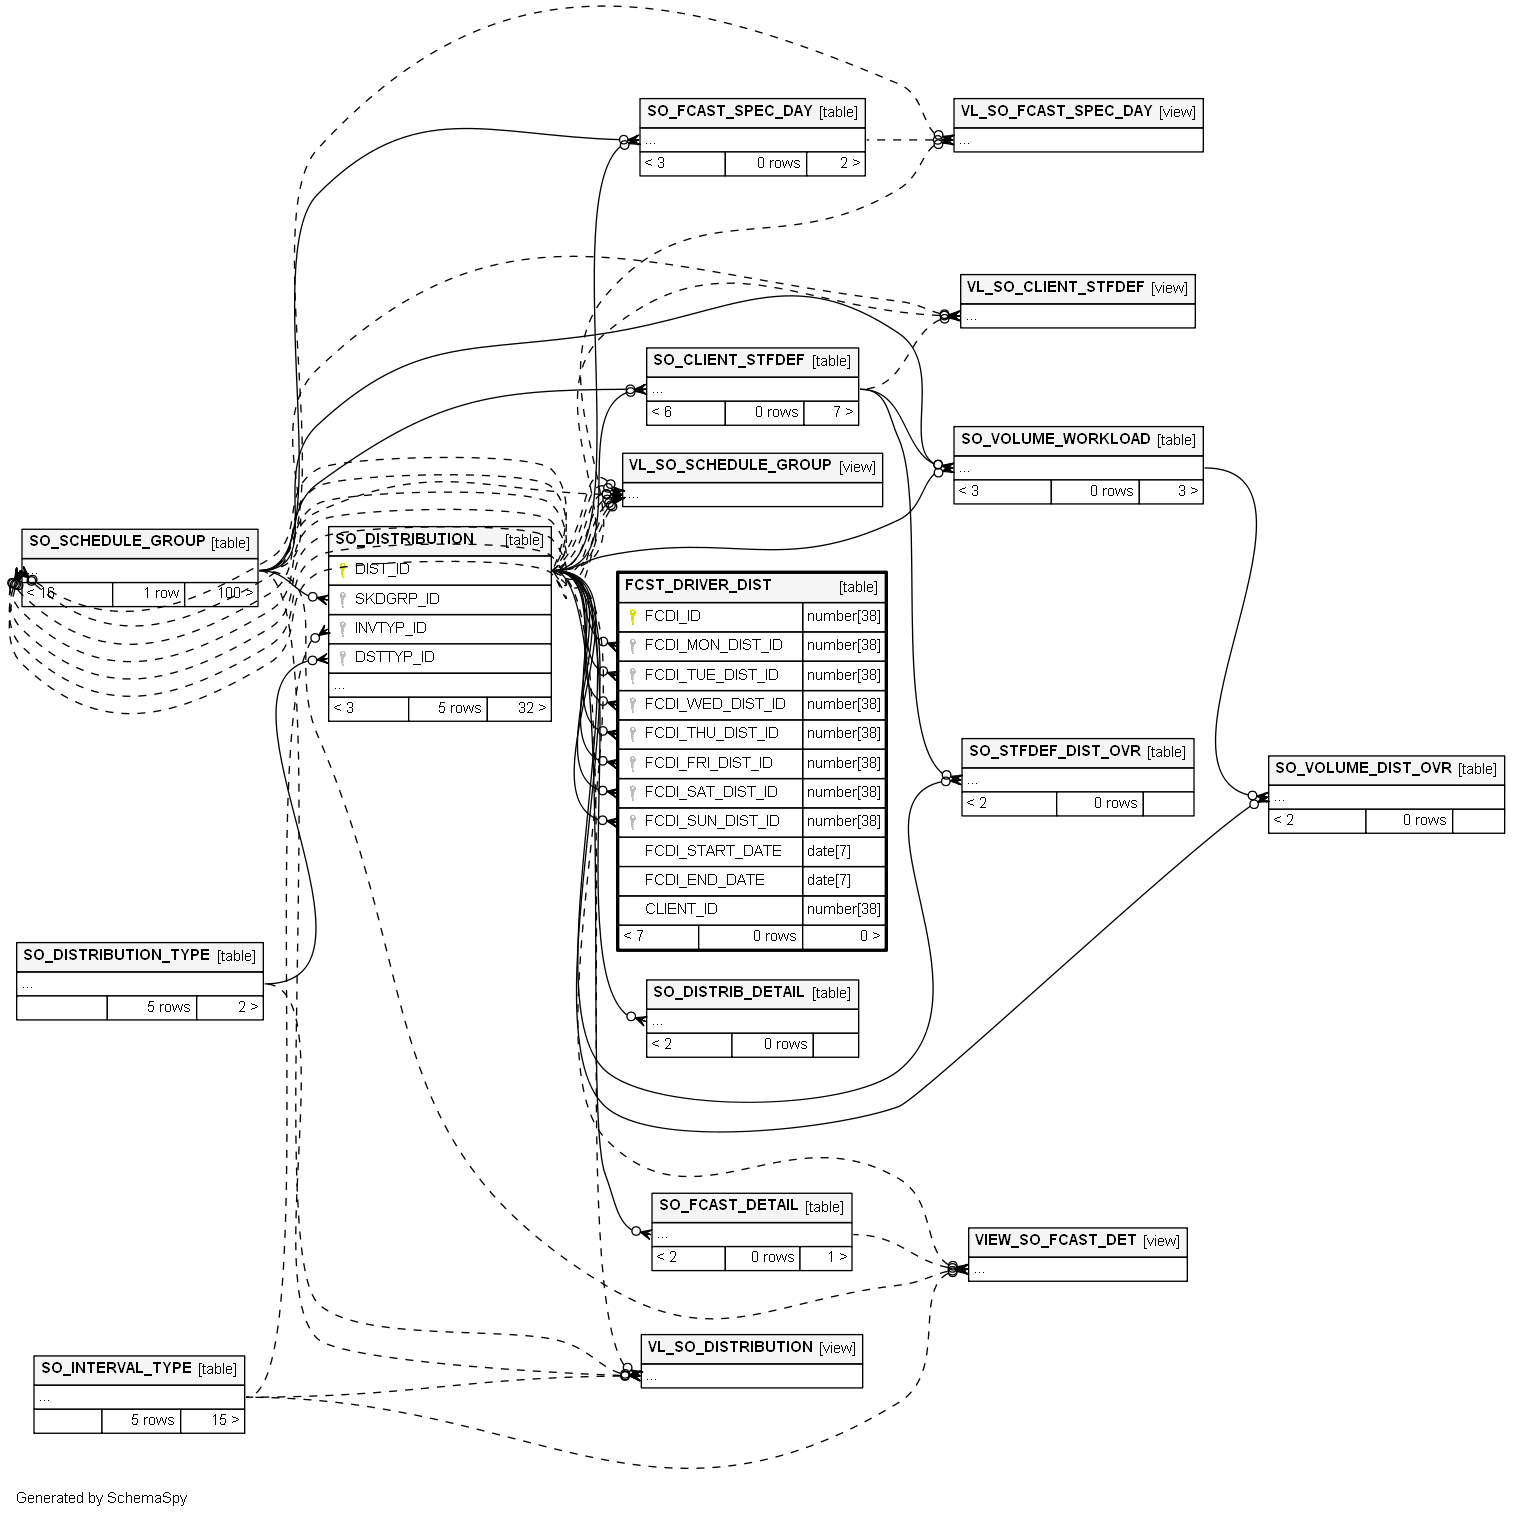 SO_FCAST_SPEC_DAY [table]
...
< 3 0 rows 2 >
VL_SO_FCAST_SPEC_DAY [view]
...
VL_SO_CLIENT_STFDEF [view]
...
SO_CLIENT_STFDEF [table]
...
< 6 0 rows 7 >
SO_VOLUME_WORKLOAD [table]
...
< 3 0 rows 3 >
VL_SO_SCHEDULE_GROUP [view]
...
SO_SCHEDULE_GROUP [table]
...
< 16 1 row 100 >
SO_DISTRIBUTION [table]
DIST_ID
SKDGRP_ID
INVTYP_ID
DSTTYP_ID
...
< 3 5 rows 32 >
FCST_DRIVER_DIST [table]
FCDI_ID number[38]
FCDI_MON_DIST_ID number[38]
FCDI_TUE_DIST_ID number[38]
FCDI_WED_DIST_ID number[38]
FCDI_THU_DIST_ID number[38]
FCDI_FRI_DIST_ID number[38]
FCDI_SAT_DIST_ID number[38]
FCDI_SUN_DIST_ID number[38]
FCDI_START_DATE date[7]
FCDI_END_DATE date[7]
CLIENT_ID number[38]
< 7 0 rows 0 >
SO_STFDEF_DIST_OVR [table]
...
< 2 0 rows
SO_VOLUME_DIST_OVR [table]
...
< 2 0 rows
SO_DISTRIBUTION_TYPE [table]
...
5 rows 2 >
SO_DISTRIB_DETAIL [table]
...
< 2 0 rows
SO_FCAST_DETAIL [table]
...
< 2 0 rows 1 >
VIEW_SO_FCAST_DET [view]
...
VL_SO_DISTRIBUTION [view]
...
SO_INTERVAL_TYPE [table]
...
5 rows 15 >
Generated by SchemaSpy